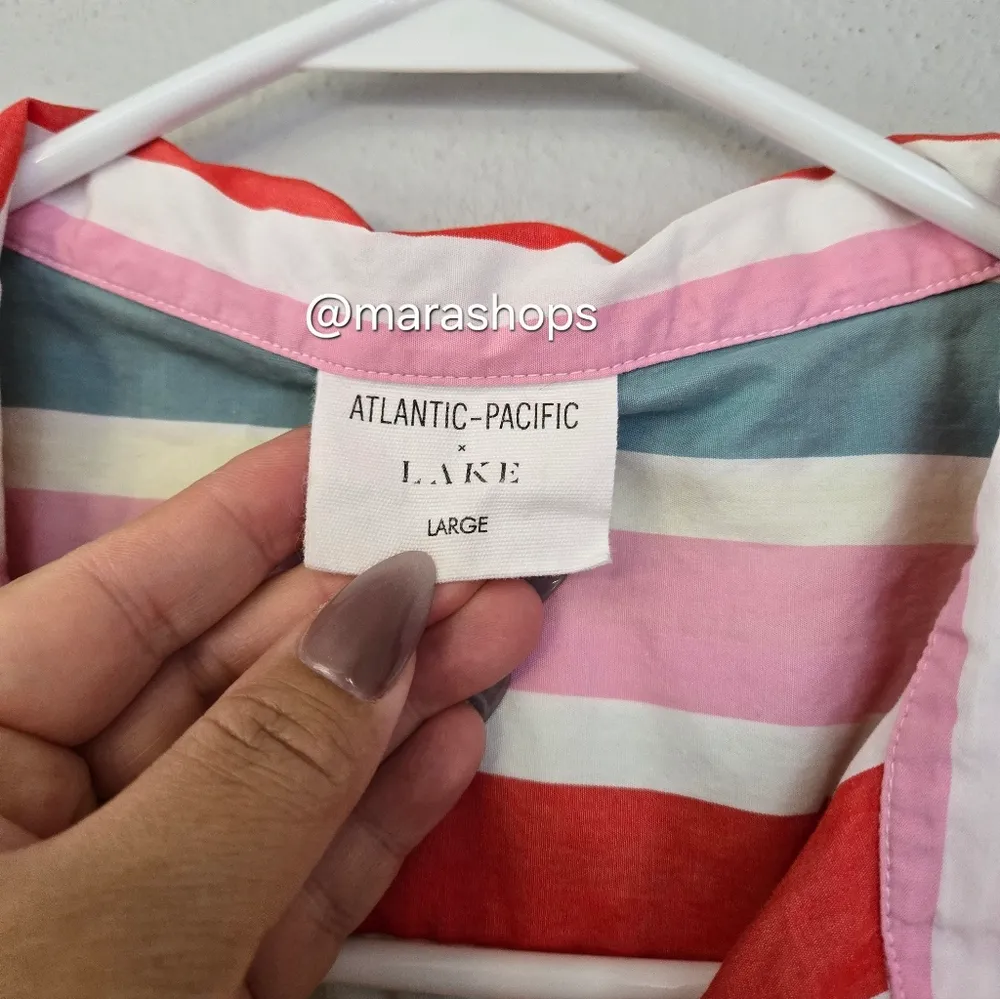 @marashops
ATLANTIC-PACIFIC
×
LAKE
LARGE